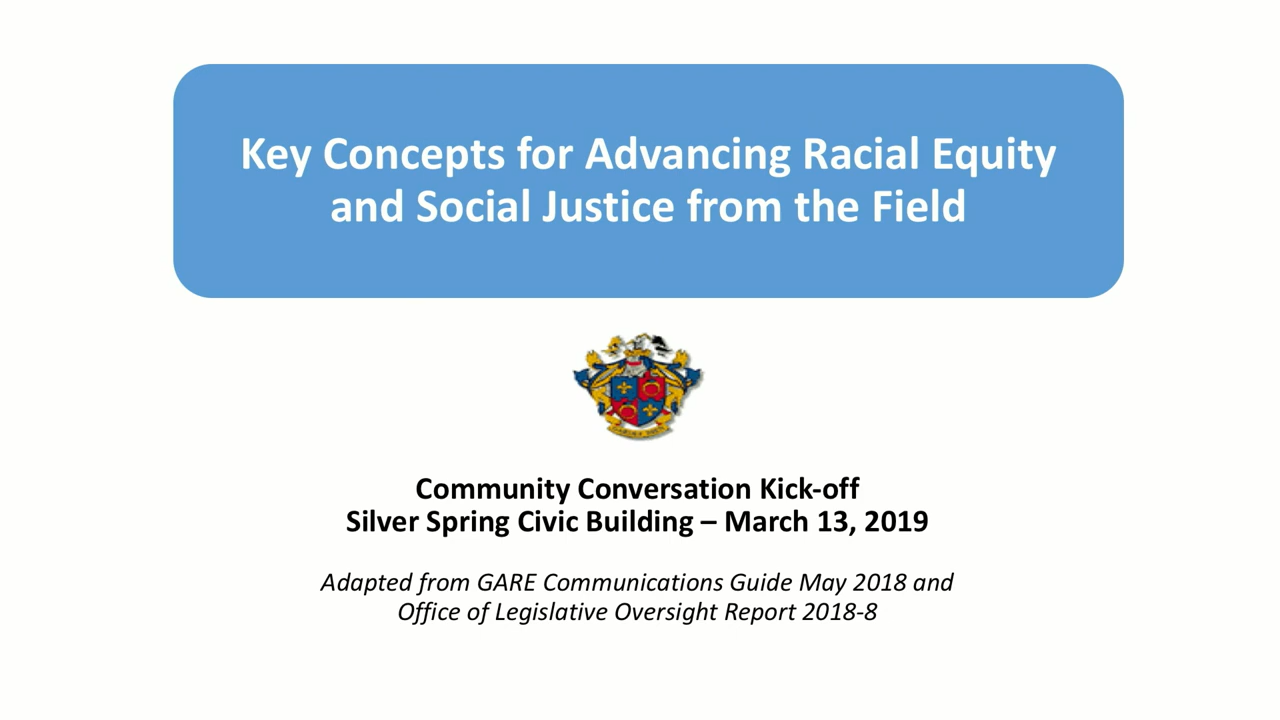 Key Concepts for Advancing Racial Equity
and Social Justice from the Field
Community Conversation Kick-off
Silver Spring Civic Building – March 13, 2019
Adapted from GARE Communications Guide May 2018 and
Office of Legislative Oversight Report 2018-8